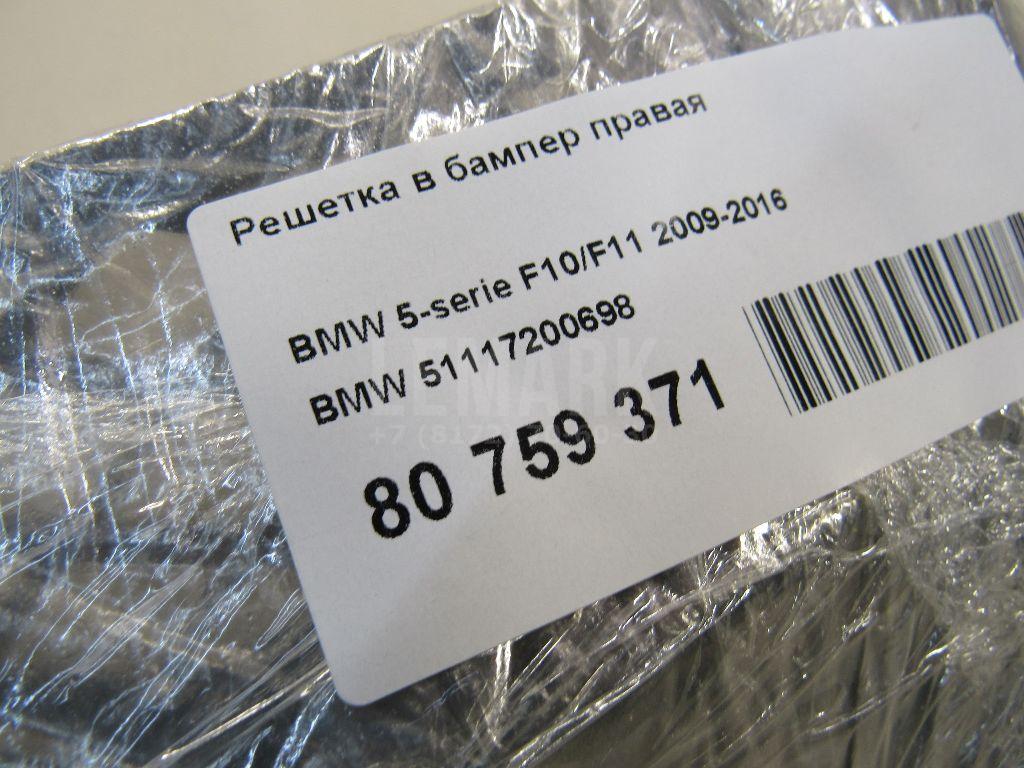 Решетка в бампер правая
BMW 5-serie F10/F11 2009-2016
BMW 51117200698
80 759 371
LEMARK